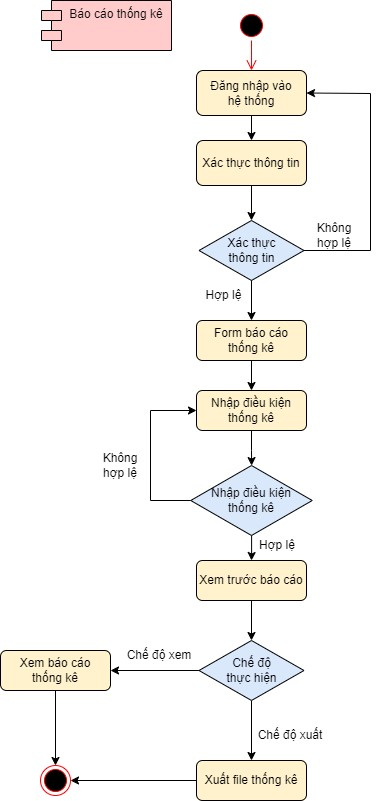 Báo cáo thống kê
Đăng nhập vào
hệ thống
Xác thực thông tin
Xác thực
thông tin
Không
hợp lệ
Hợp lệ
Form báo cáo
thống kê
Nhập điều kiện
thống kê
Không
hợp lệ
Nhập điều kiện
thống kê
Hợp lệ
Xem trước báo cáo
Chế độ xem
Chế độ
thực hiện
Xem báo cáo
thống kê
Chế độ xuất
Xuất file thống kê